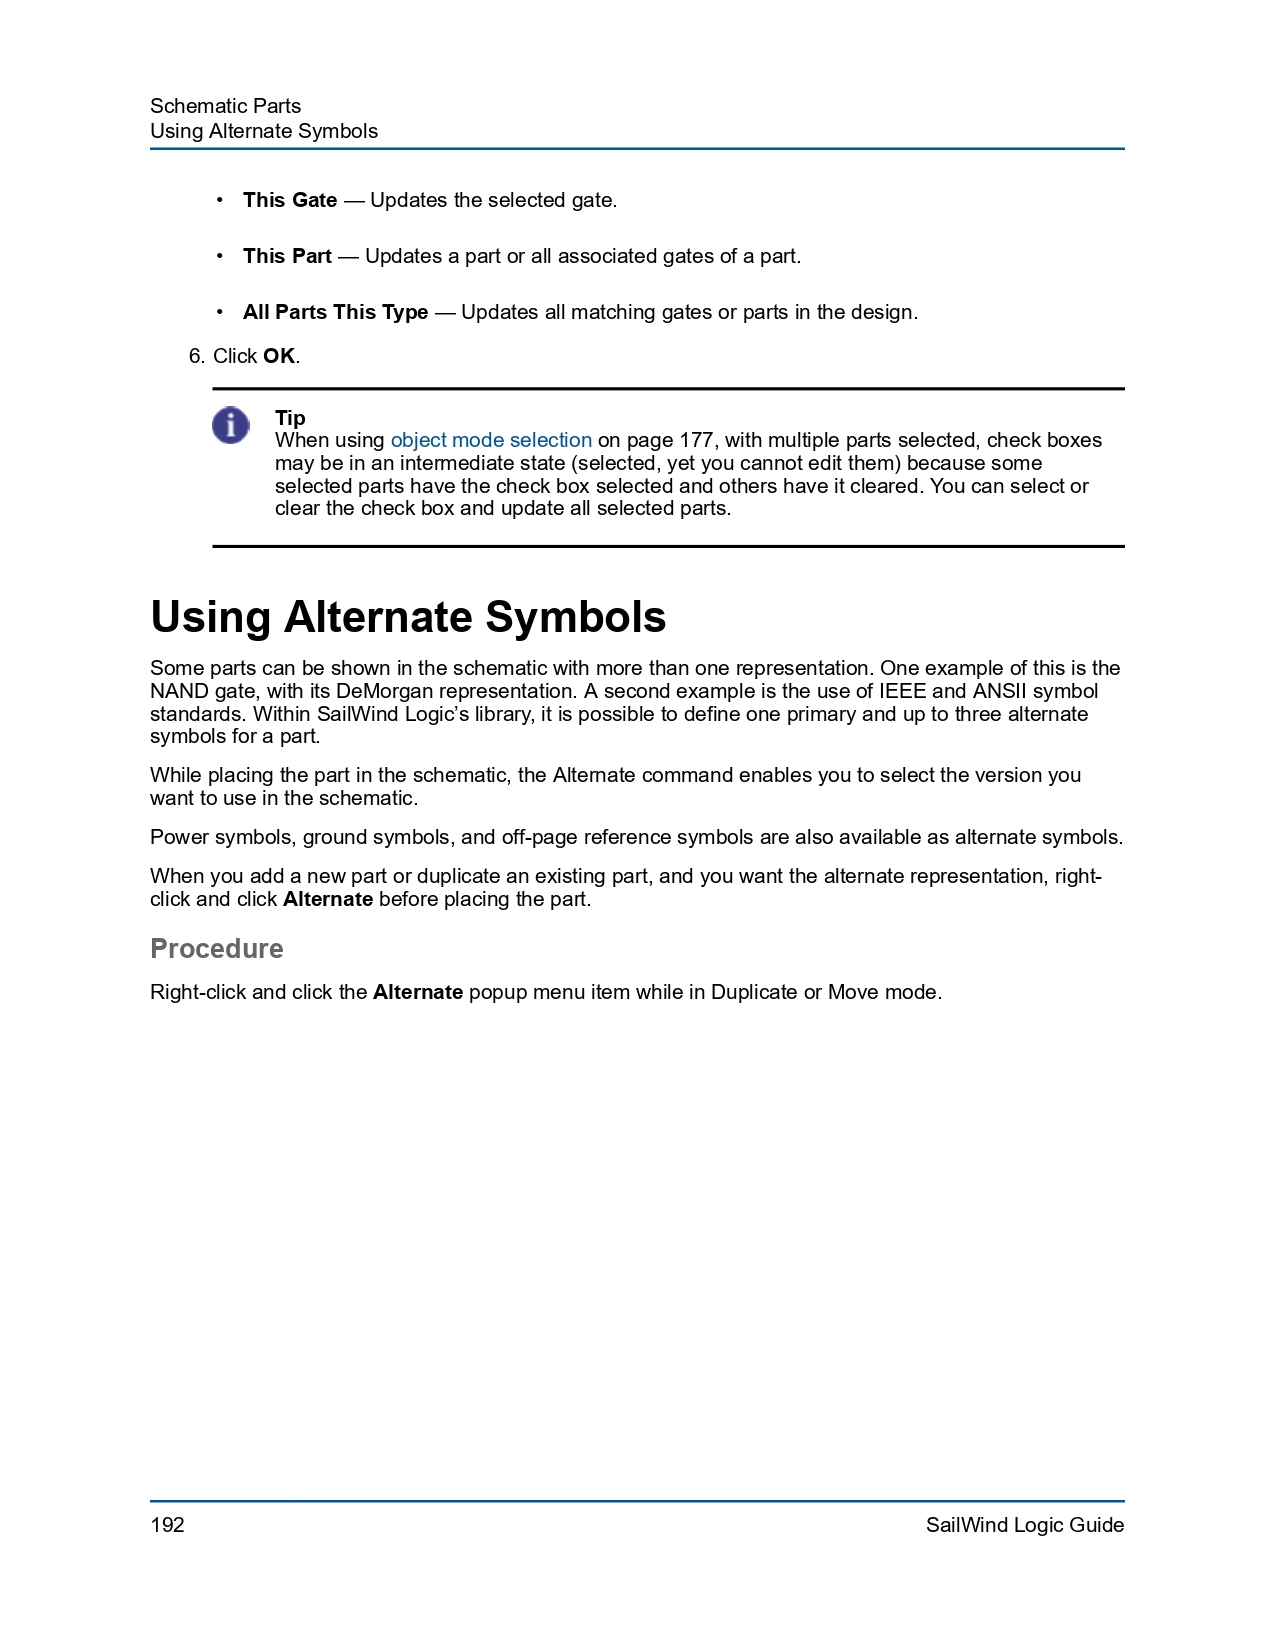 Schematic Parts
Using Alternate Symbols
• This Gate — Updates the selected gate.
• This Part — Updates a part or all associated gates of a part.
• All Parts This Type — Updates all matching gates or parts in the design.
6. Click OK.
Tip
When using object mode selection on page 177, with multiple parts selected, check boxes
may be in an intermediate state (selected, yet you cannot edit them) because some
selected parts have the check box selected and others have it cleared. You can select or
clear the check box and update all selected parts.
Using Alternate Symbols
Some parts can be shown in the schematic with more than one representation. One example of this is the
NAND gate, with its DeMorgan representation. A second example is the use of IEEE and ANSII symbol
standards. Within SailWind Logic’s library, it is possible to define one primary and up to three alternate
symbols for a part.
While placing the part in the schematic, the Alternate command enables you to select the version you
want to use in the schematic.
Power symbols, ground symbols, and off-page reference symbols are also available as alternate symbols.
When you add a new part or duplicate an existing part, and you want the alternate representation, right-
click and click Alternate before placing the part.
Procedure
Right-click and click the Alternate popup menu item while in Duplicate or Move mode.
192
SailWind Logic Guide